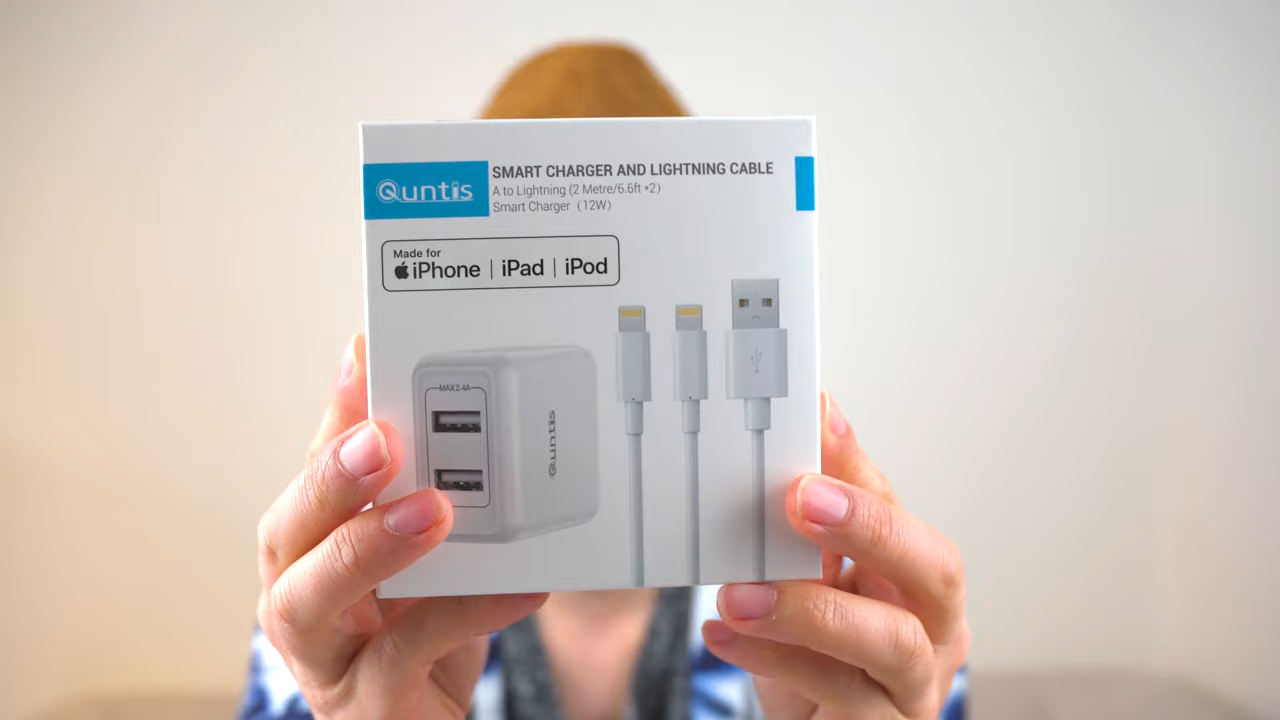 Quntis
SMART CHARGER AND LIGHTNING CABLE
A to Lightning (2 Metre/6.6ft *2)
Smart Charger (12W)
Made for
iPhone | iPad | iPod
MAX 2.4A
Quntis